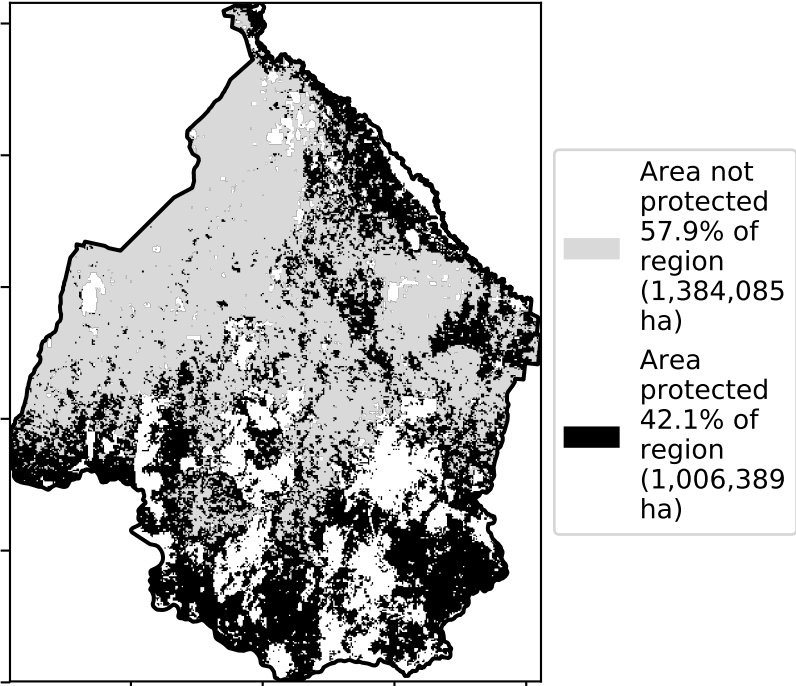 Area not
protected
57.9% of
region
(1,384,085
ha)
Area
protected
42.1% of
region
(1,006,389
ha)